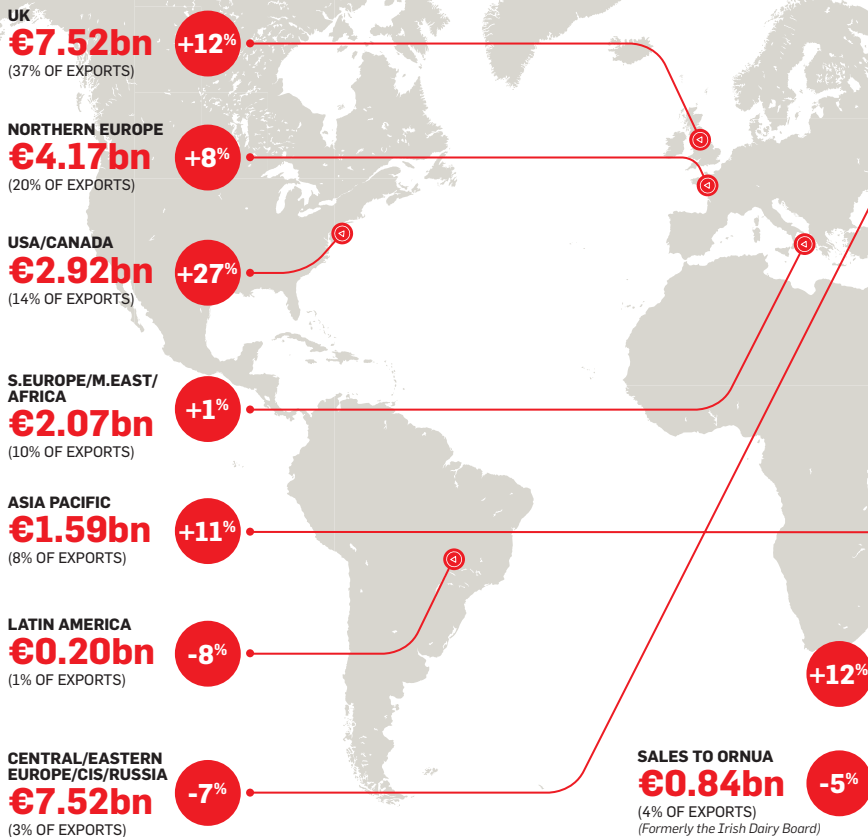 UK
€7.52bn
+12%
(37% OF EXPORTS)
NORTHERN EUROPE
€4.17bn
+8%
(20% OF EXPORTS)
USA/CANADA
€2.92bn
+27%
(14% OF EXPORTS)
S.EUROPE/M.EAST/
AFRICA
€2.07bn
+1%
(10% OF EXPORTS)
ASIA PACIFIC
€1.59bn
+11%
(8% OF EXPORTS)
LATIN AMERICA
€0.20bn
-8%
(1% OF EXPORTS)
CENTRAL/EASTERN
EUROPE/CIS/RUSSIA
€7.52bn
-7%
(3% OF EXPORTS)
+12%
SALES TO ORNUA
€0.84bn
-5%
(4% OF EXPORTS)
(Formerly the Irish Dairy Board)